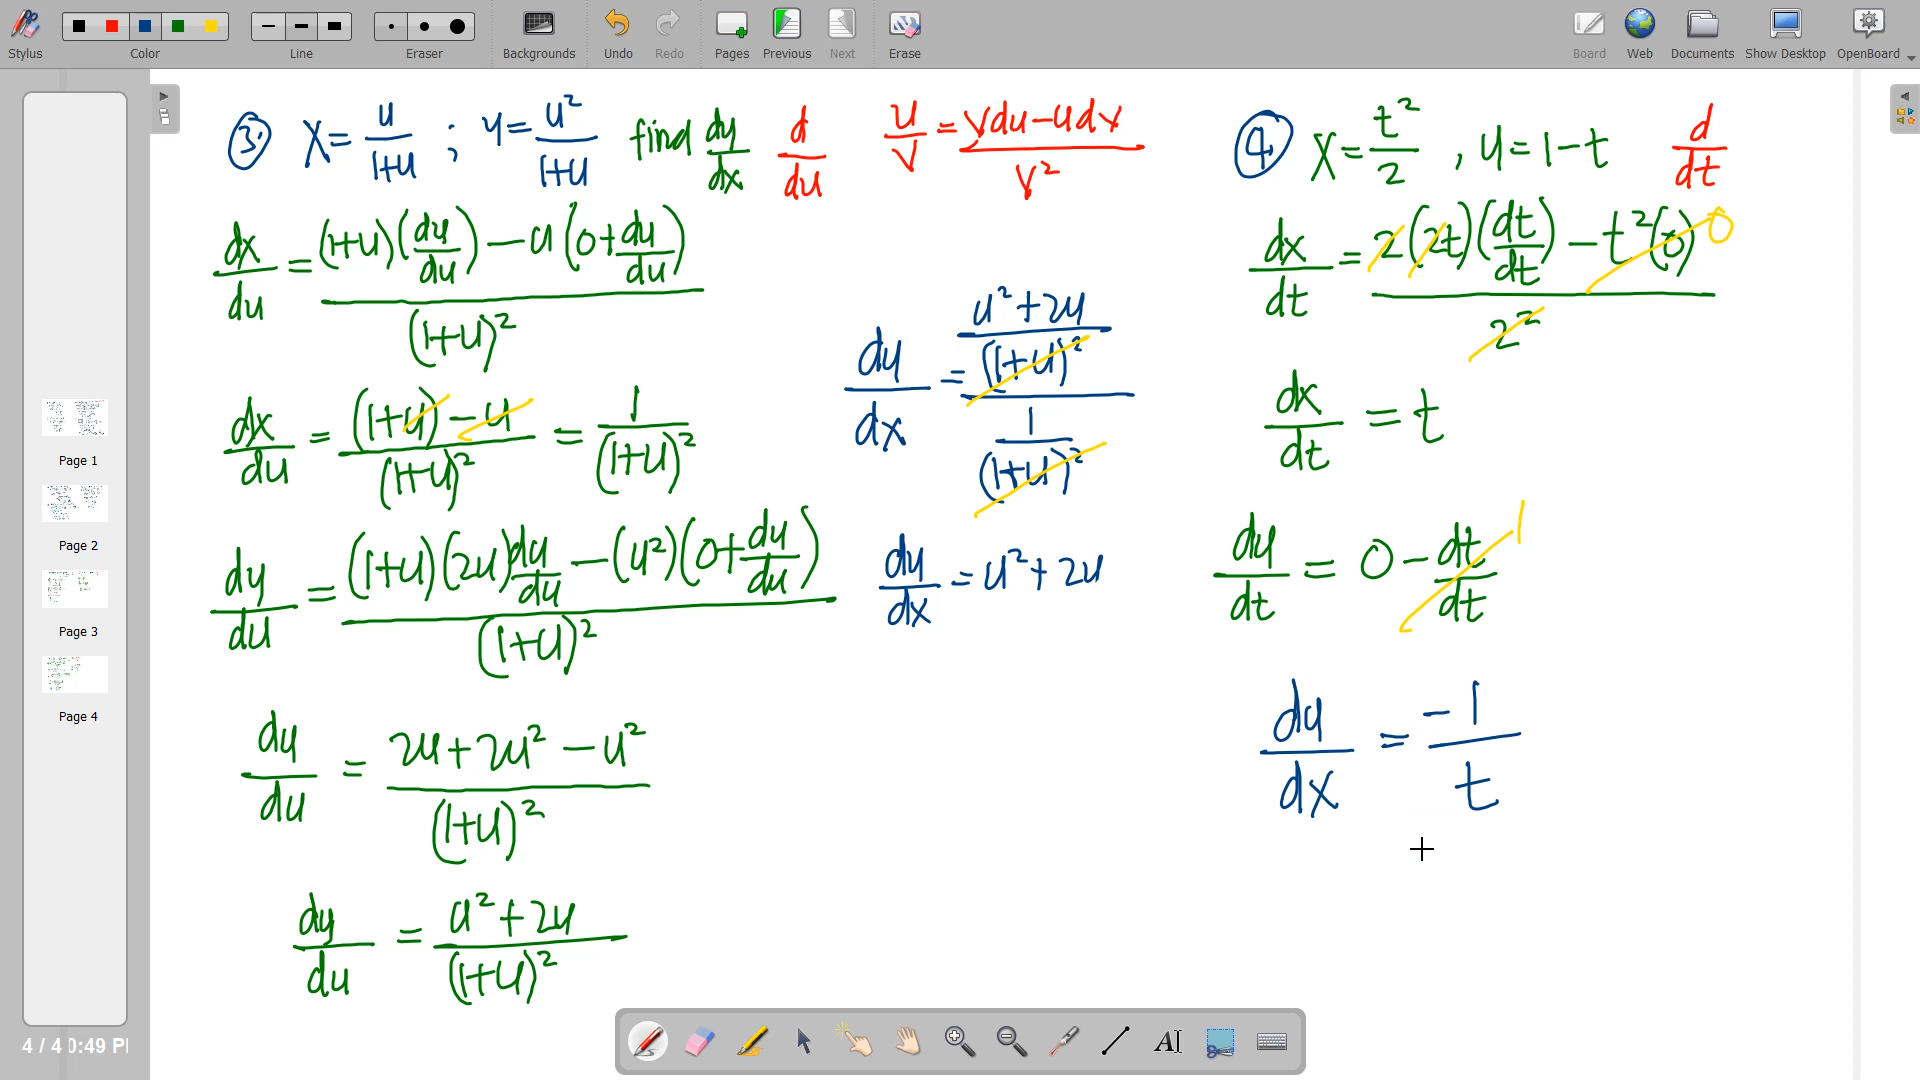 Stylus Color Line Eraser Backgrounds Undo Redo Pages Previous Next Erase Board Web Documents Show Desktop OpenBoard
③ x = u/(1+u) ; y = u²/(1+u) find dy/dx d/du u/v = (vdu-udv)/v²
dx/du = ((1+u)(du/du) - u(0+du/du))/(1+u)²
dx/du = ((1+u)-u)/(1+u)² = 1/(1+u)²
dy/du = ((1+u)(2u)du/du - (u²)(0+du/du))/(1+u)²
dy/du = (2u+2u²-u²)/(1+u)²
dy/du = (u²+2u)/(1+u)²
dy/dx = ((u²+2u)/(1+u)²)/(1/(1+u)²)
dy/dx = u²+2u
④ x = t²/2 , y = 1-t d/dt
dx/dt = (2(2t)(dt/dt) - t²(0))/2² 0
dx/dt = t
dy/dt = 0 - dt/dt 1
dy/dx = -1/t
Page 1
Page 2
Page 3
Page 4
4 / 4 0:49 P